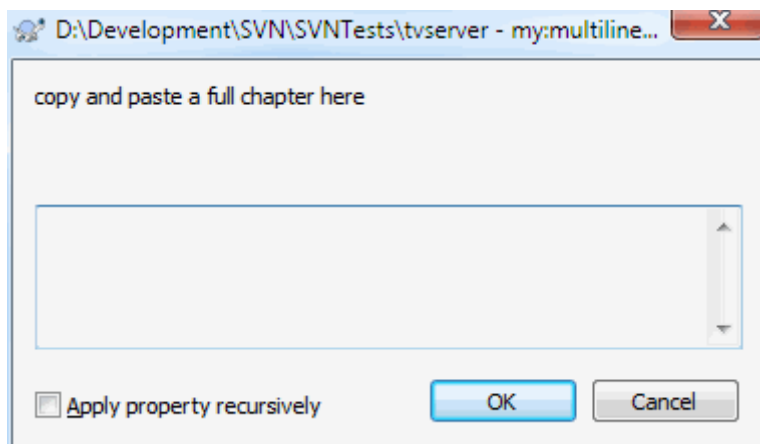 D:\Development\SVN\SVNTests\tvserver - my:multiline...
copy and paste a full chapter here
Apply property recursively
OK
Cancel